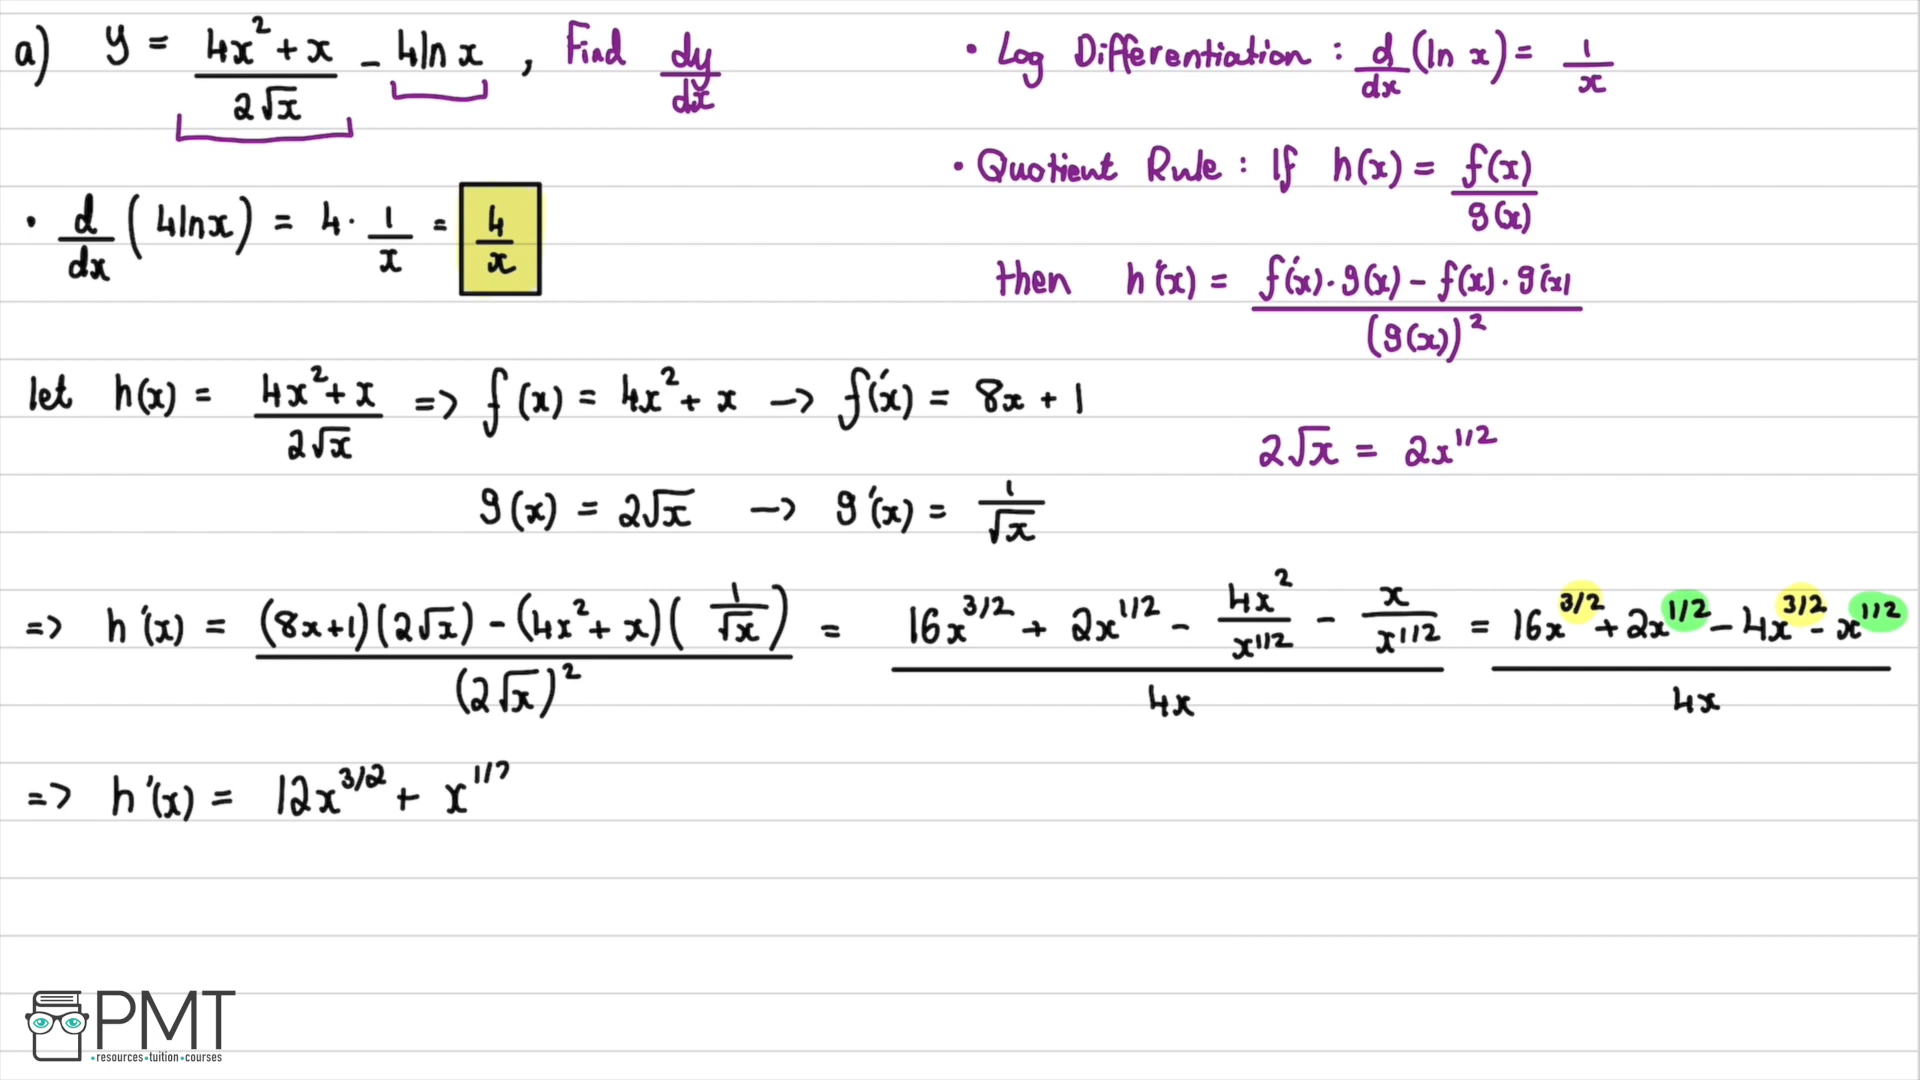 a) y = (4x² + x)/(2√x) - 4ln x , Find dy/dx
• d/dx (4lnx) = 4 · 1/x = 4/x
• Log Differentiation : d/dx (ln x) = 1/x
• Quotient Rule : If h(x) = f(x)/g(x)
then h'(x) = (f'(x) · g(x) - f(x) · g'(x))/(g(x))²
let h(x) = (4x² + x)/(2√x) => f(x) = 4x² + x -> f'(x) = 8x + 1
2√x = 2x^1/2
g(x) = 2√x -> g'(x) = 1/√x
=> h'(x) = ((8x+1)(2√x) - (4x² + x)(1/√x))/(2√x)² = (16x^3/2 + 2x^1/2 - 4x²/x^1/2 - x/x^1/2)/4x = (16x^3/2 + 2x^1/2 - 4x^3/2 - x^1/2)/4x
=> h'(x) = 12x^3/2 + x^1/2
PMT
•resources•tuition•courses